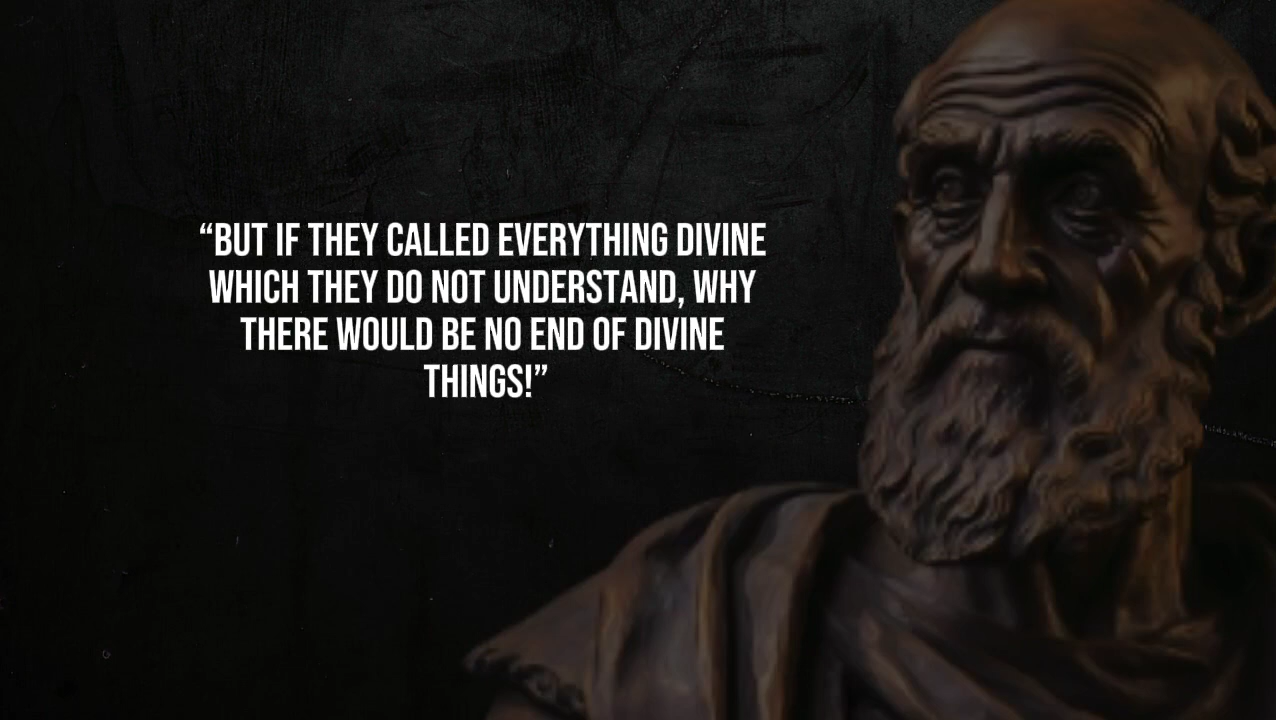 “BUT IF THEY CALLED EVERYTHING DIVINE
WHICH THEY DO NOT UNDERSTAND, WHY
THERE WOULD BE NO END OF DIVINE
THINGS!”